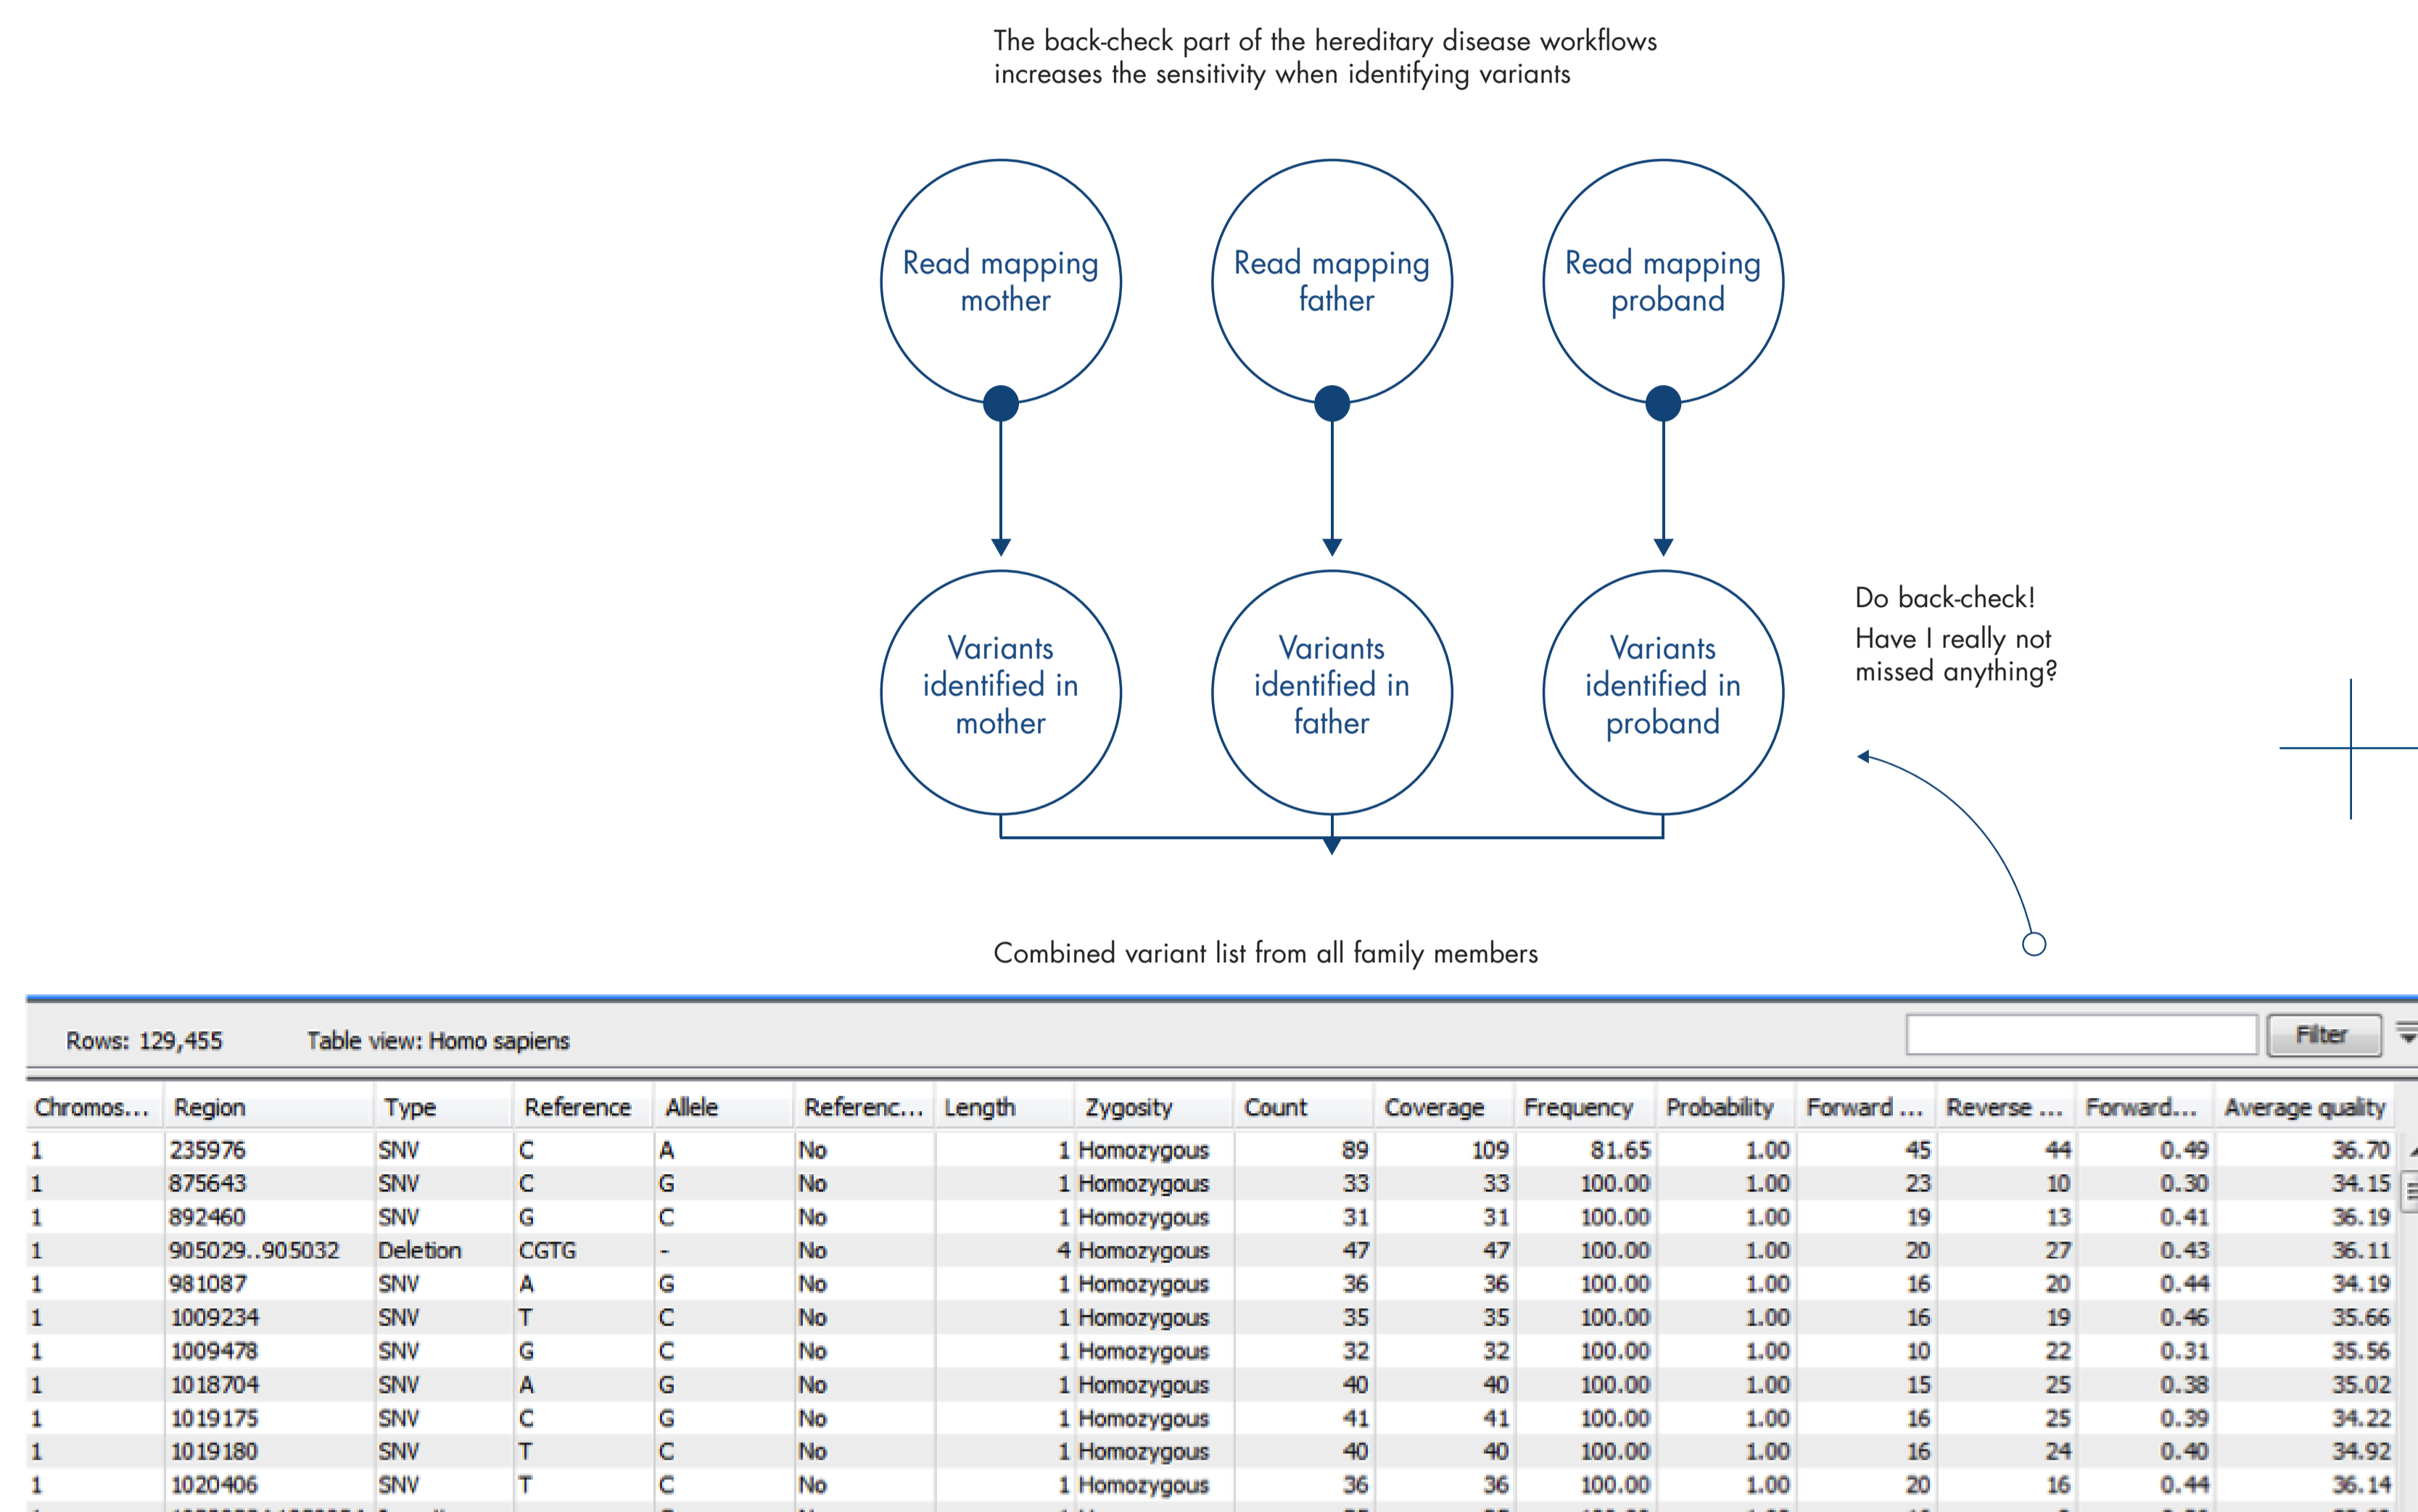 The back-check part of the hereditary disease workflows
increases the sensitivity when identifying variants
Read mapping
mother
Read mapping
father
Read mapping
proband
Variants
identified in
mother
Variants
identified in
father
Variants
identified in
proband
Do back-check!
Have I really not
missed anything?
Combined variant list from all family members
Rows: 129,455 Table view: Homo sapiens Filter
Chromos... Region Type Reference Allele Referenc... Length Zygosity Count Coverage Frequency Probability Forward ... Reverse ... Forward... Average quality
1 235976 SNV C A No 1 Homozygous 89 109 81.65 1.00 45 44 0.49 36.70
1 875643 SNV C G No 1 Homozygous 33 33 100.00 1.00 23 10 0.30 34.15
1 892460 SNV G C No 1 Homozygous 31 31 100.00 1.00 19 13 0.41 36.19
1 905029..905032 Deletion CGTG - No 4 Homozygous 47 47 100.00 1.00 20 27 0.43 36.11
1 981087 SNV A G No 1 Homozygous 36 36 100.00 1.00 16 20 0.44 34.19
1 1009234 SNV T C No 1 Homozygous 35 35 100.00 1.00 16 19 0.46 35.66
1 1009478 SNV G C No 1 Homozygous 32 32 100.00 1.00 10 22 0.31 35.56
1 1018704 SNV A G No 1 Homozygous 40 40 100.00 1.00 15 25 0.38 35.02
1 1019175 SNV C G No 1 Homozygous 41 41 100.00 1.00 16 25 0.39 34.22
1 1019180 SNV T C No 1 Homozygous 40 40 100.00 1.00 16 24 0.40 34.92
1 1020406 SNV T C No 1 Homozygous 36 36 100.00 1.00 20 16 0.44 36.14